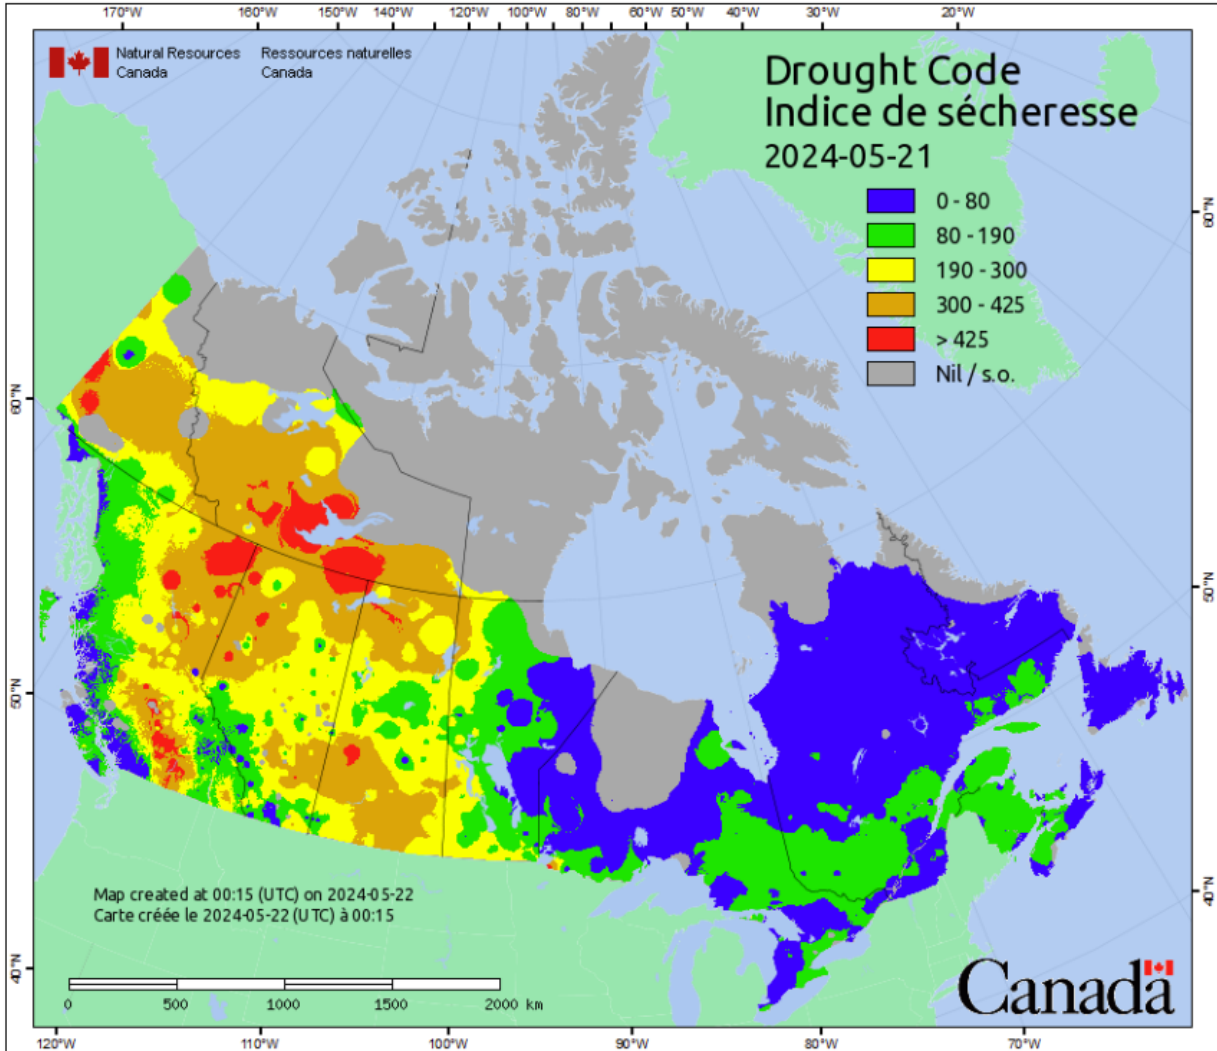 170°W 160°W 150°W 140°W 120°W 100°W 80°W 60°W 50°W 40°W 20°W
Natural Resources Ressources naturelles
Canada Canada
Drought Code
Indice de sécheresse
2024-05-21
0 - 80
80 - 190
190 - 300
300 - 425
> 425
Nil / s.o.
60°N
60°N
50°N
50°N
40°N
40°N
Map created at 00:15 (UTC) on 2024-05-22
Carte créée le 2024-05-22 (UTC) à 00:15
0 500 1000 1500 2000 km
Canada
120°W 110°W 100°W 90°W 80°W 70°W